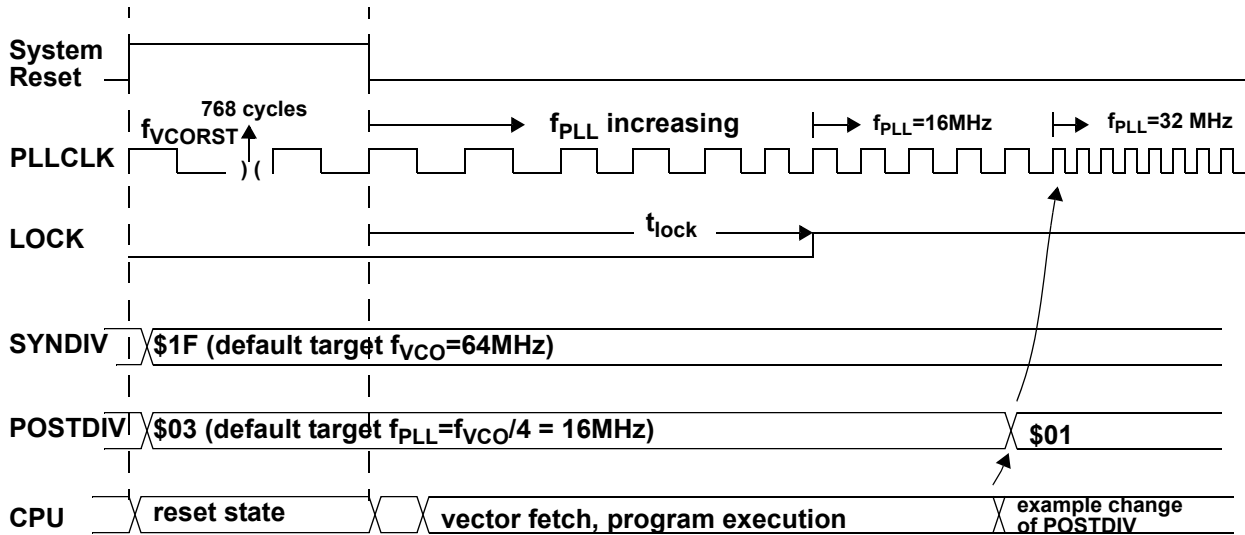 System
Reset
768 cycles
fVCORST
fPLL increasing
fPLL=16MHz
fPLL=32 MHz
PLLCLK
) (
LOCK
tlock
SYNDIV
$1F (default target fVCO=64MHz)
POSTDIV
$03 (default target fPLL=fVCO/4 = 16MHz)
$01
CPU
reset state
vector fetch, program execution
example change
of POSTDIV